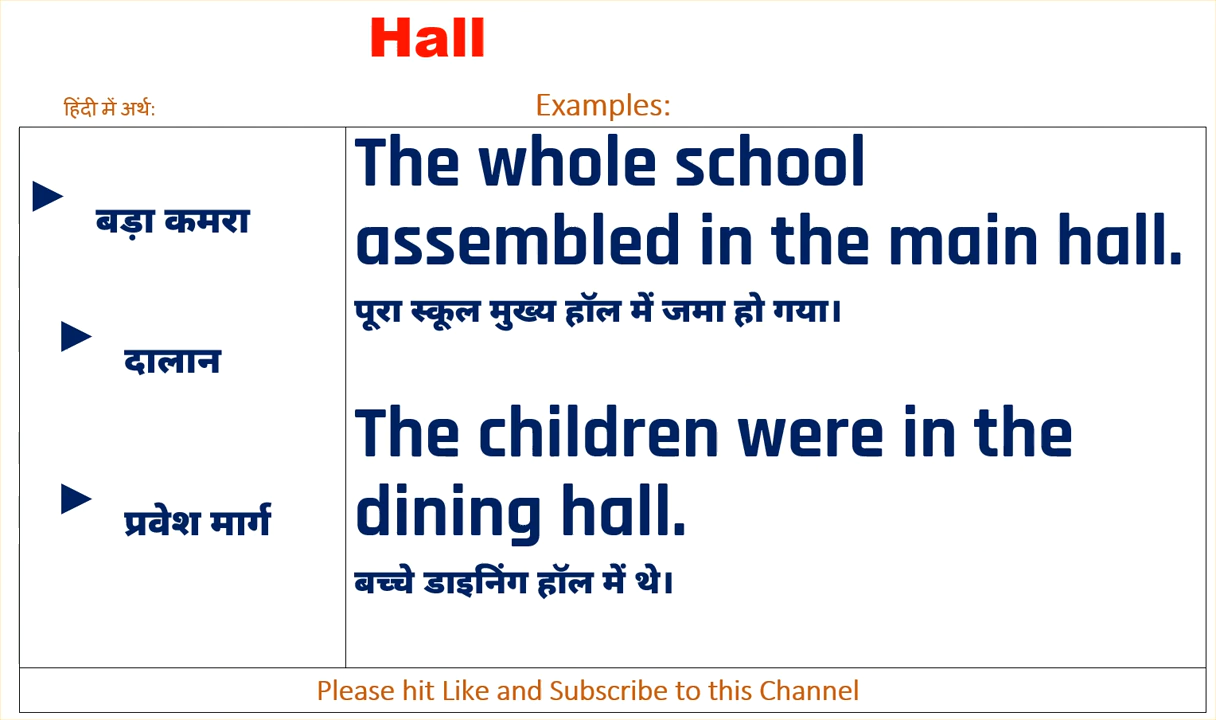 Hall
हिंदी में अर्थ:
Examples:
बड़ा कमरा
दालान
प्रवेश मार्ग
The whole school
assembled in the main hall.
पूरा स्कूल मुख्य हॉल में जमा हो गया।
The children were in the
dining hall.
बच्चे डाइनिंग हॉल में थे।
Please hit Like and Subscribe to this Channel